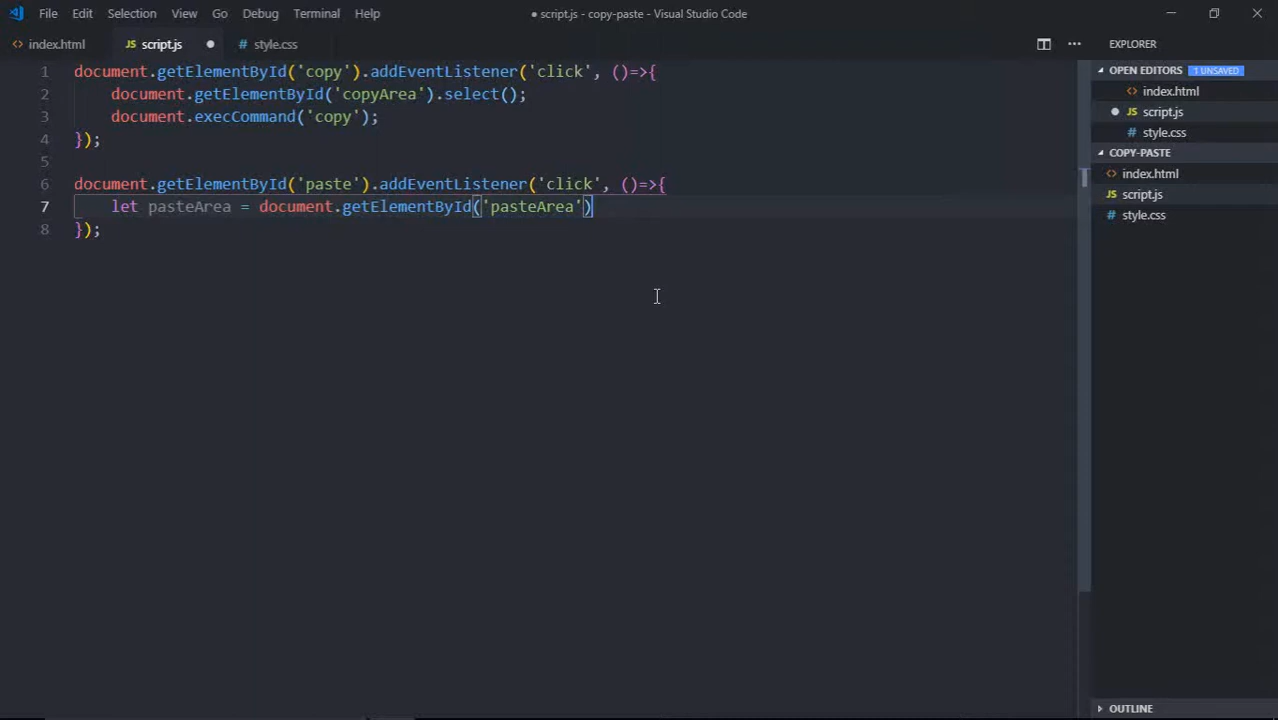 File Edit Selection View Go Debug Terminal Help ● script.js - copy-paste - Visual Studio Code
<> index.html JS script.js ● # style.css ··· EXPLORER
1 document.getElementById('copy').addEventListener('click', ()=>{
2 document.getElementById('copyArea').select();
3 document.execCommand('copy');
4 });
5
6 document.getElementById('paste').addEventListener('click', ()=>{
7 let pasteArea = document.getElementById('pasteArea')
8 });
OPEN EDITORS 1 UNSAVED
<> index.html
● JS script.js
# style.css
COPY-PASTE
<> index.html
JS script.js
# style.css
OUTLINE